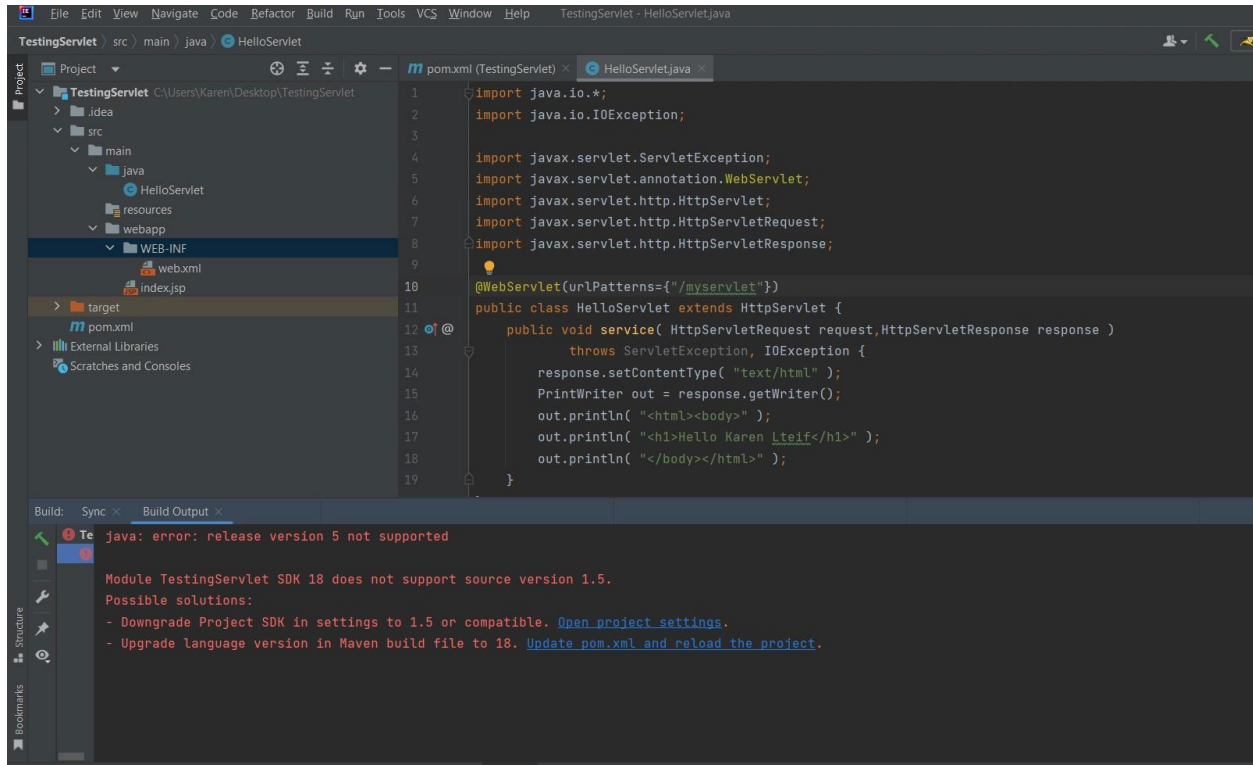 File Edit View Navigate Code Refactor Build Run Tools VCS Window Help TestingServlet - HelloServlet.java
TestingServlet src main java HelloServlet
Project
Project
pom.xml (TestingServlet)
HelloServlet.java
TestingServlet C:\Users\Karen\Desktop\TestingServlet
.idea
src
main
java
HelloServlet
resources
webapp
WEB-INF
web.xml
index.jsp
target
pom.xml
External Libraries
Scratches and Consoles
1 import java.io.*;
2 import java.io.IOException;
3
4 import javax.servlet.ServletException;
5 import javax.servlet.annotation.WebServlet;
6 import javax.servlet.http.HttpServlet;
7 import javax.servlet.http.HttpServletRequest;
8 import javax.servlet.http.HttpServletResponse;
9
10 @WebServlet(urlPatterns={"/myservlet"})
11 public class HelloServlet extends HttpServlet {
12 @ public void service( HttpServletRequest request,HttpServletResponse response )
13 throws ServletException, IOException {
14 response.setContentType( "text/html" );
15 PrintWriter out = response.getWriter();
16 out.println( "<html><body>" );
17 out.println( "<h1>Hello Karen Lteif</h1>" );
18 out.println( "</body></html>" );
19 }
Build: Sync Build Output
Te
java: error: release version 5 not supported
Module TestingServlet SDK 18 does not support source version 1.5.
Possible solutions:
- Downgrade Project SDK in settings to 1.5 or compatible. Open project settings.
- Upgrade language version in Maven build file to 18. Update pom.xml and reload the project.
Structure
Bookmarks